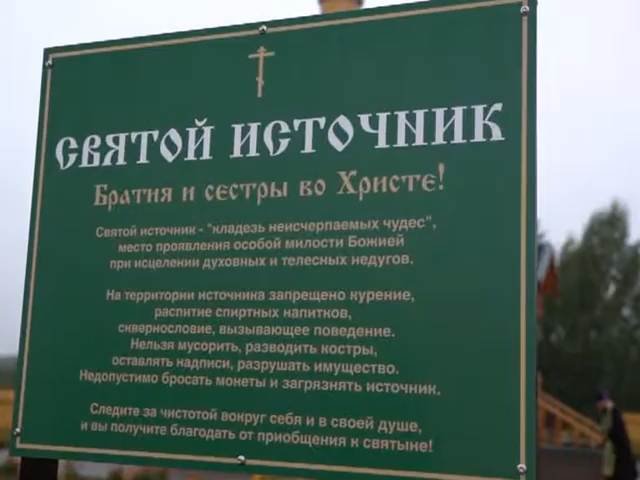 СВЯТОЙ ИСТОЧНИК
Братия и сестры во Христе!
Святой источник - "кладезь неисчерпаемых чудес",
место проявления особой милости Божией
при исцелении духовных и телесных недугов.
На территории источника запрещено курение,
распитие спиртных напитков,
сквернословие, вызывающее поведение.
Нельзя мусорить, разводить костры,
оставлять надписи, разрушать имущество.
Недопустимо бросать монеты и загрязнять источник.
Следите за чистотой вокруг себя и в своей душе,
и вы получите благодать от приобщения к святыне!